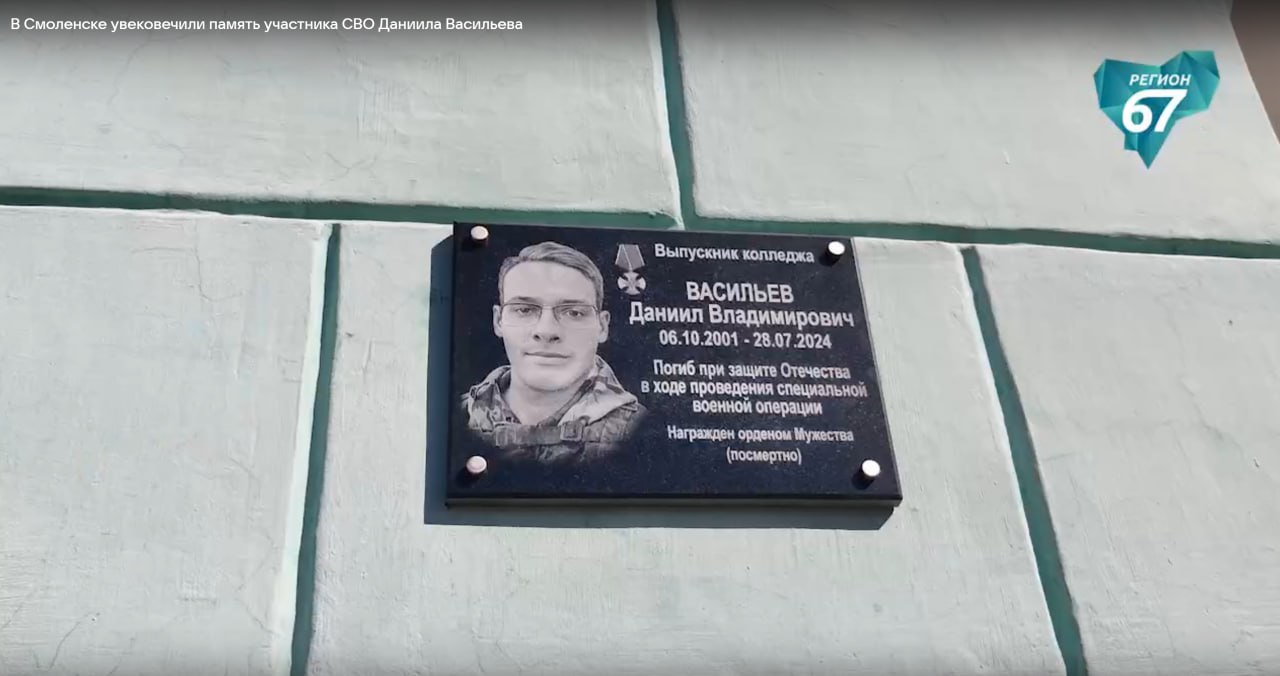 В Смоленске увековечили память участника СВО Даниила Васильева
РЕГИОН
67
Выпускник колледжа
ВАСИЛЬЕВ
Даниил Владимирович
06.10.2001 - 28.07.2024
Погиб при защите Отечества
в ходе проведения специальной
военной операции
Награжден орденом Мужества
(посмертно)